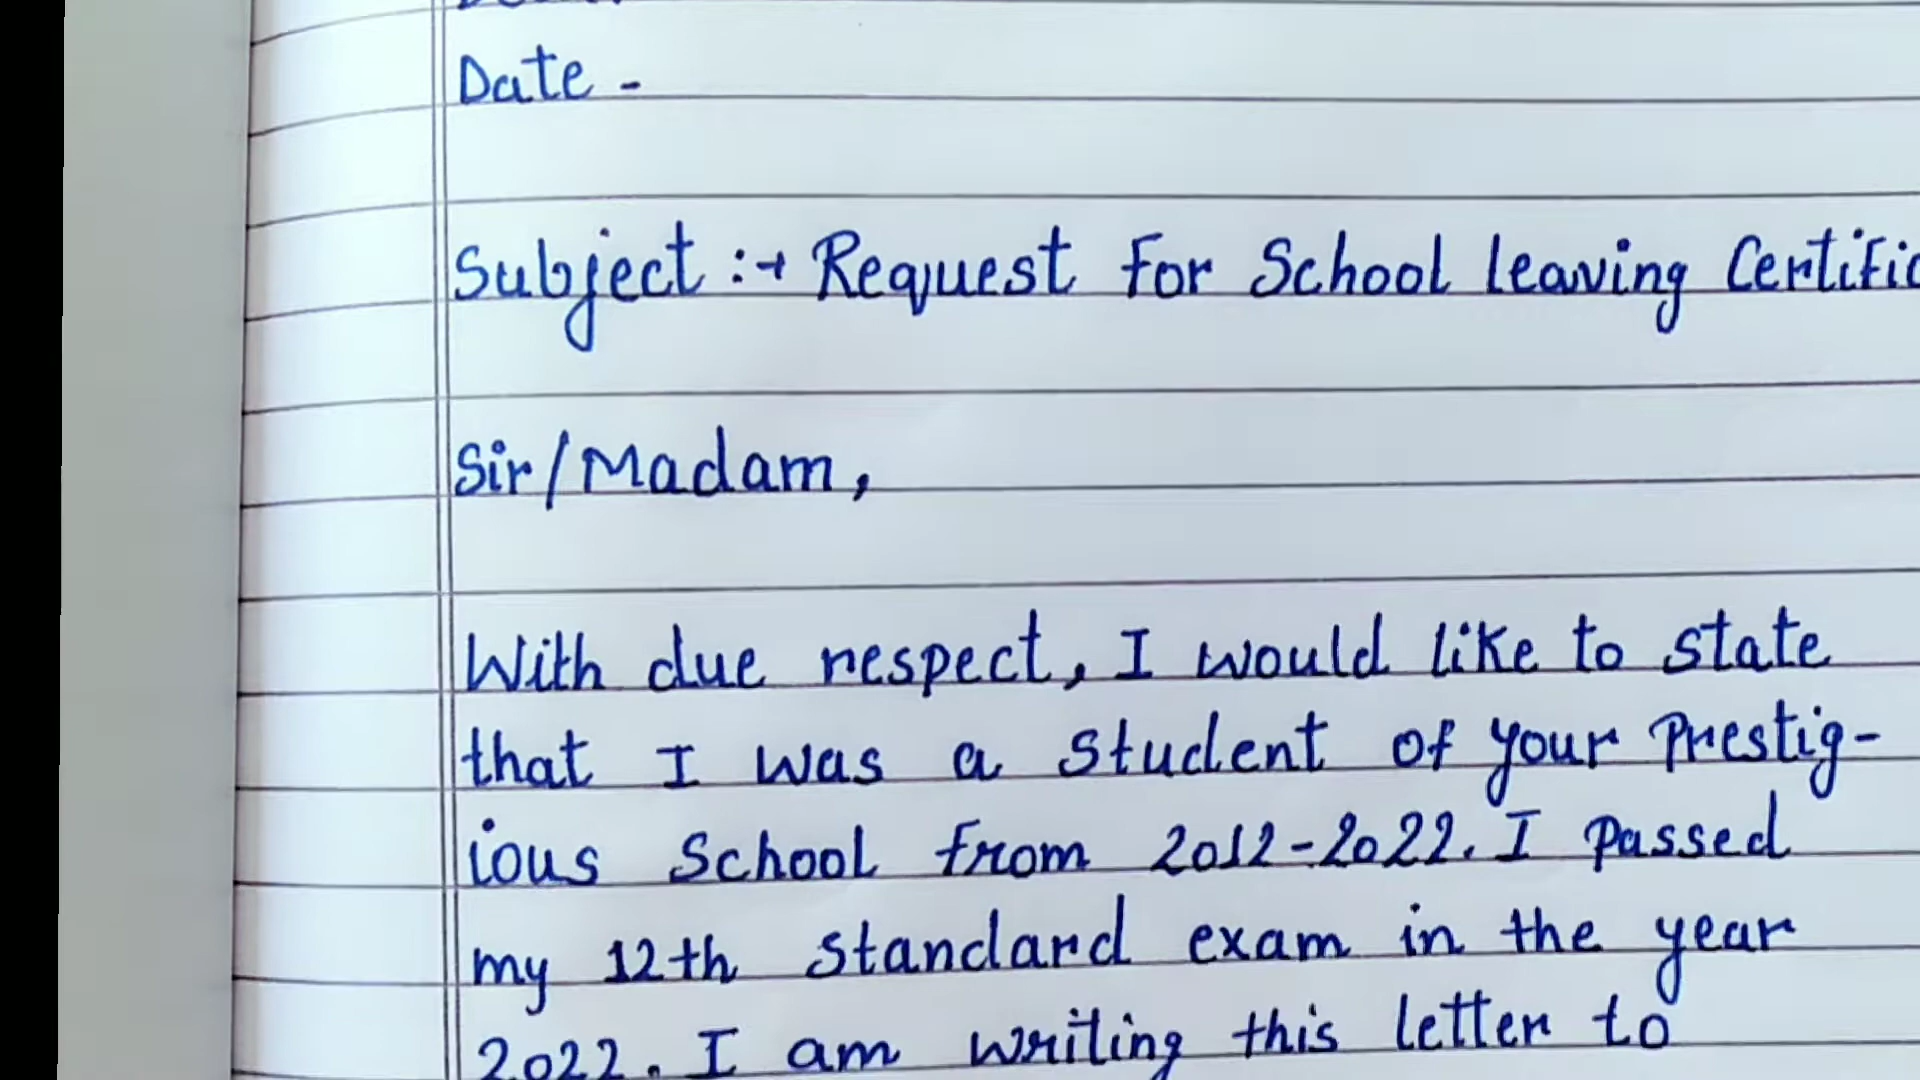 Date -
Subject :→ Request For School leaving Certific
Sir/Madam,
With due respect, I would like to state
that I was a student of your Prestig-
ious School from 2012-2022. I Passed
my 12th standard exam in the year
2022. I am writing this letter to